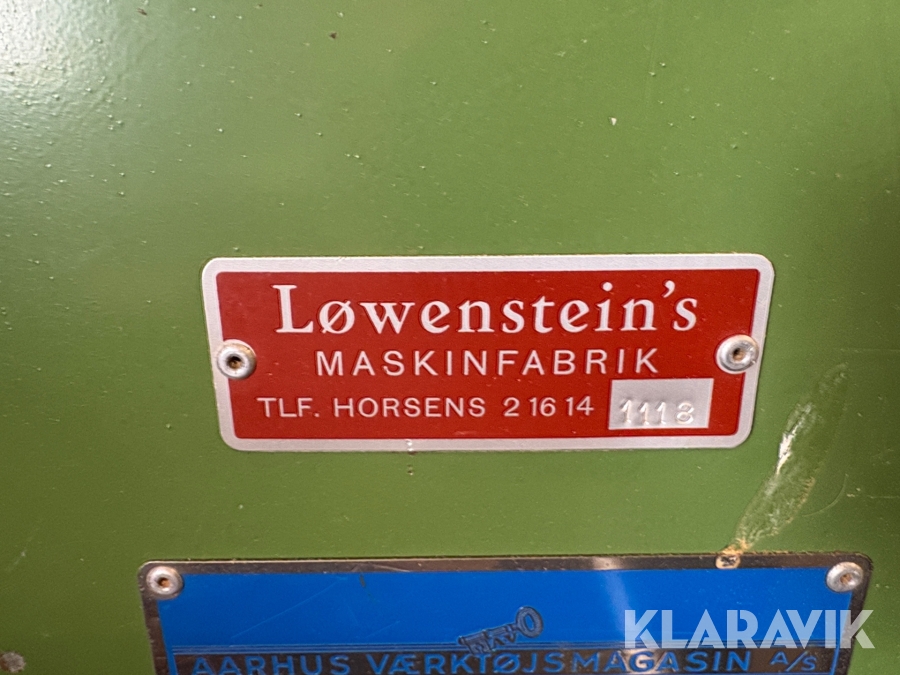 Løwenstein's
MASKINFABRIK
TLF. HORSENS 2 16 14 1118
KLARAVIK
AARHUS VÆRKTØJSMAGASIN A/S